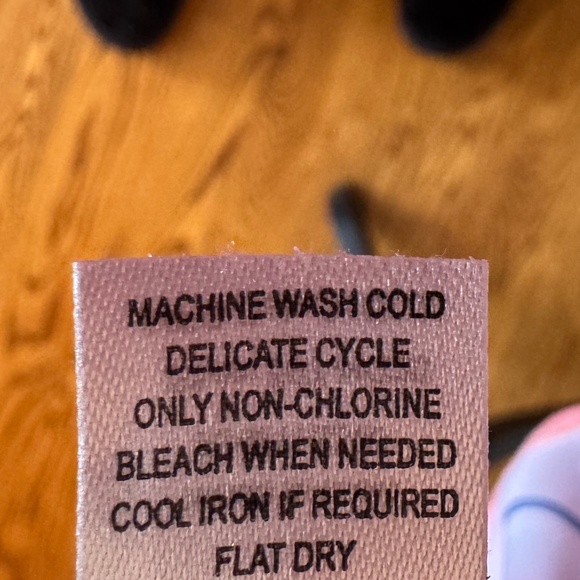 MACHINE WASH COLD
DELICATE CYCLE
ONLY NON-CHLORINE
BLEACH WHEN NEEDED
COOL IRON IF REQUIRED
FLAT DRY